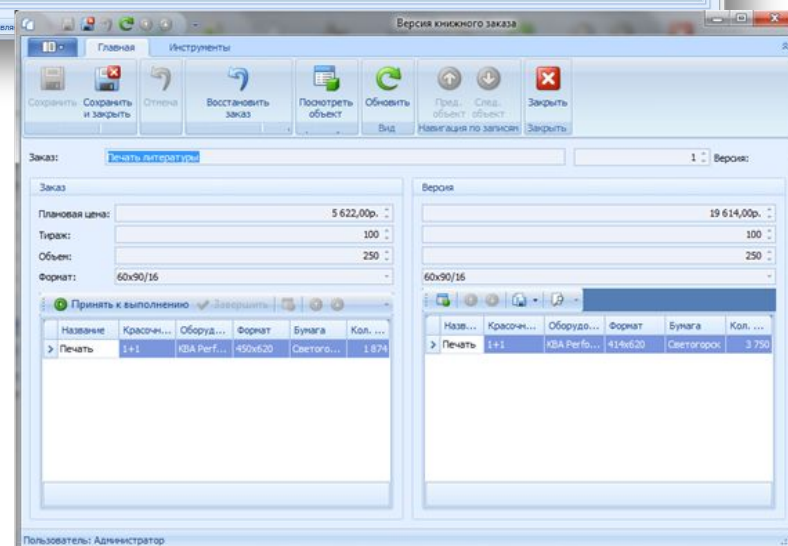 Версия книжного заказа
Главная Инструменты
Сохранить Сохранить и закрыть Отмена Восстановить заказ Посмотреть объект Обновить Пред. объект След. объект Закрыть
Вид Навигация по записям Закрыть
Заказ: Печать литературы 1 Версия:
Заказ Версия
Плановая цена: 5 622,00р. 19 614,00р.
Тираж: 100 100
Объем: 250 250
Формат: 60x90/16 60x90/16
Принять к выполнению Завершить
Название Красочн... Оборуд... Формат Бумага Кол. ... Назв... Красочн... Оборудо... Формат Бумага Кол. ...
Печать 1+1 KBA Perf... 450x620 Светого... 1 874 Печать 1+1 KBA Perfo... 414x620 Светогорск 3 750
Пользователь: Администратор